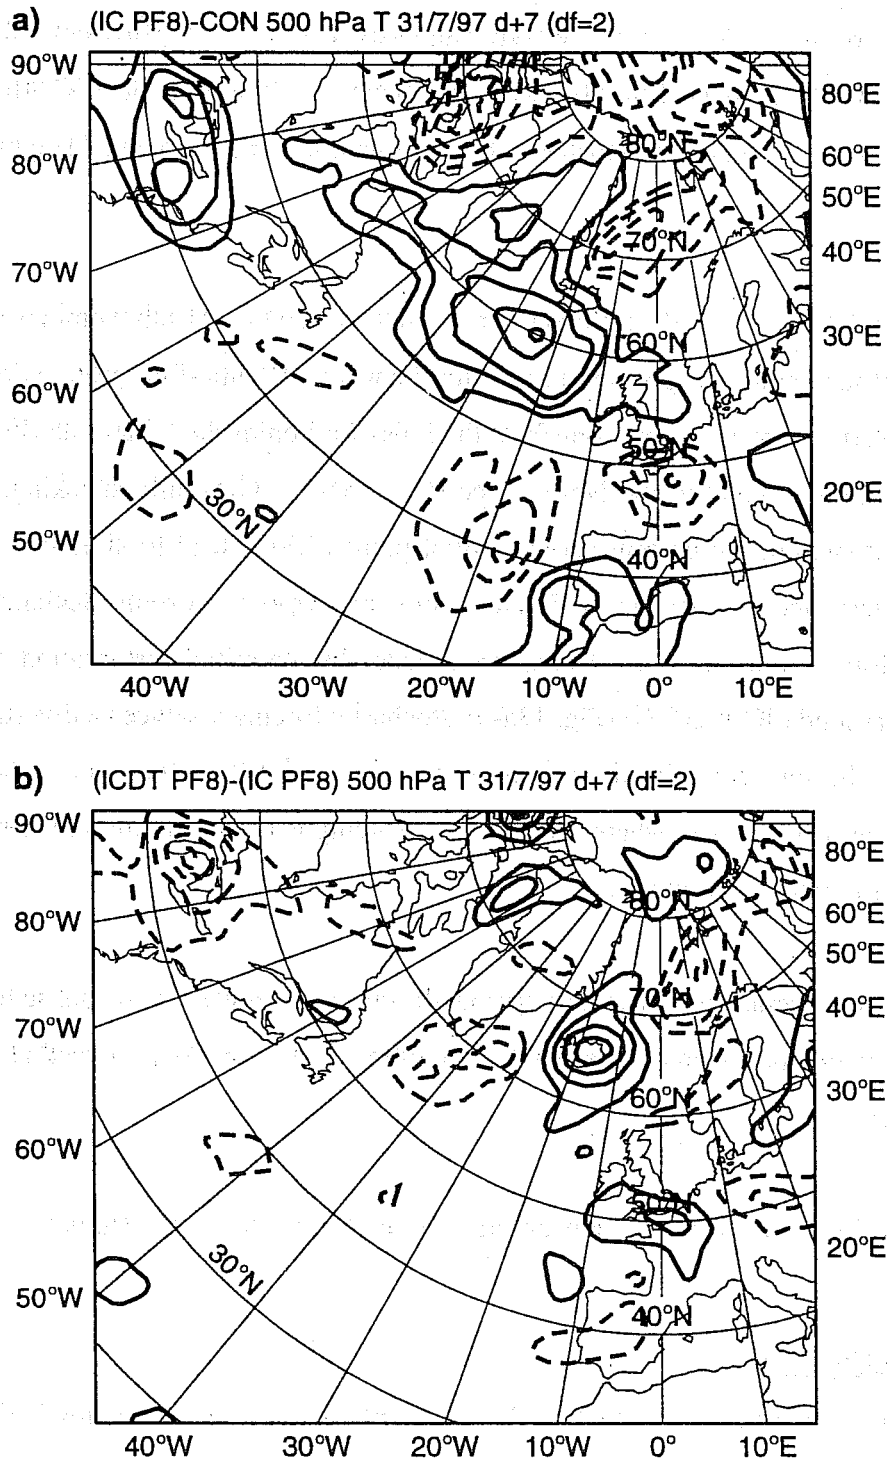 a) (IC PF8)-CON 500 hPa T 31/7/97 d+7 (df=2)
90°W
80°E
80°N
80°W
60°E
50°E
70°N
40°E
70°W
30°E
60°N
60°W
50°N
20°E
30°N
50°W
40°N
40°W 30°W 20°W 10°W 0° 10°E
b) (ICDT PF8)-(IC PF8) 500 hPa T 31/7/97 d+7 (df=2)
90°W
80°E
80°N
80°W
60°E
50°E
70°N
40°E
70°W
30°E
60°N
60°W
50°N
20°E
30°N
50°W
40°N
40°W 30°W 20°W 10°W 0° 10°E